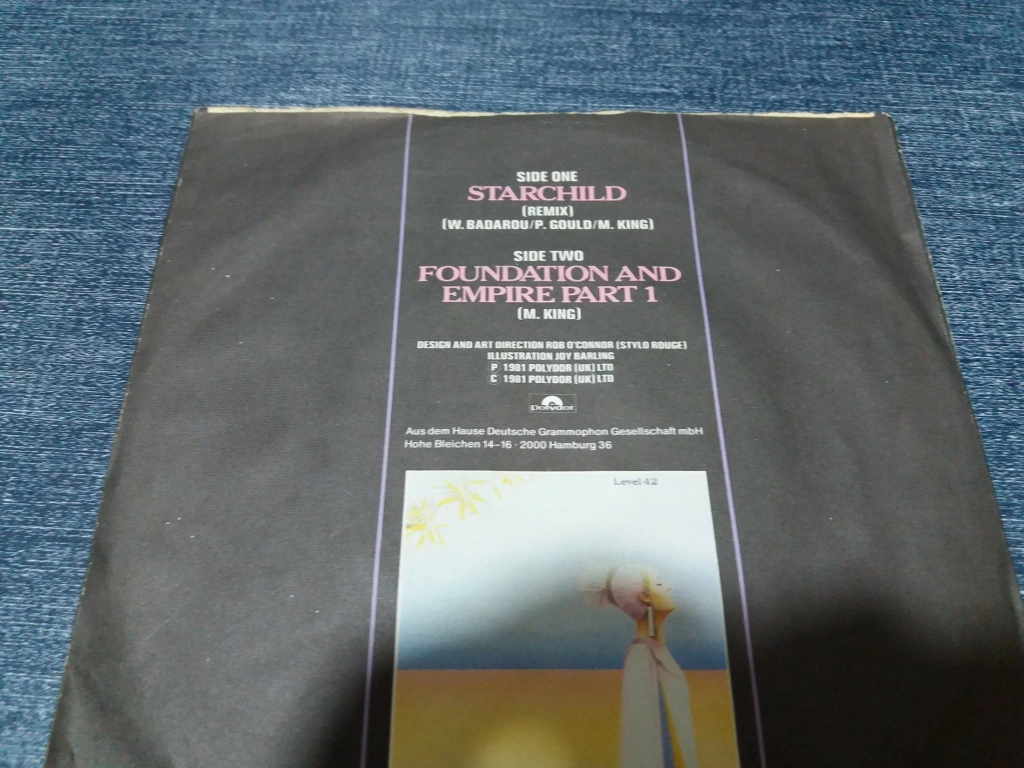 SIDE ONE
STARCHILD
(REMIX)
(W. BADAROU/P. GOULD/M. KING)
SIDE TWO
FOUNDATION AND
EMPIRE PART 1
(M. KING)
DESIGN AND ART DIRECTION ROB O'CONNOR (STYLO ROUGE)
ILLUSTRATION JOY BARLING
P 1981 POLYDOR (UK) LTD
C 1981 POLYDOR (UK) LTD
Polydor
Aus dem Hause Deutsche Grammophon Gesellschaft mbH
Hohe Bleichen 14–16 · 2000 Hamburg 36
Level 42